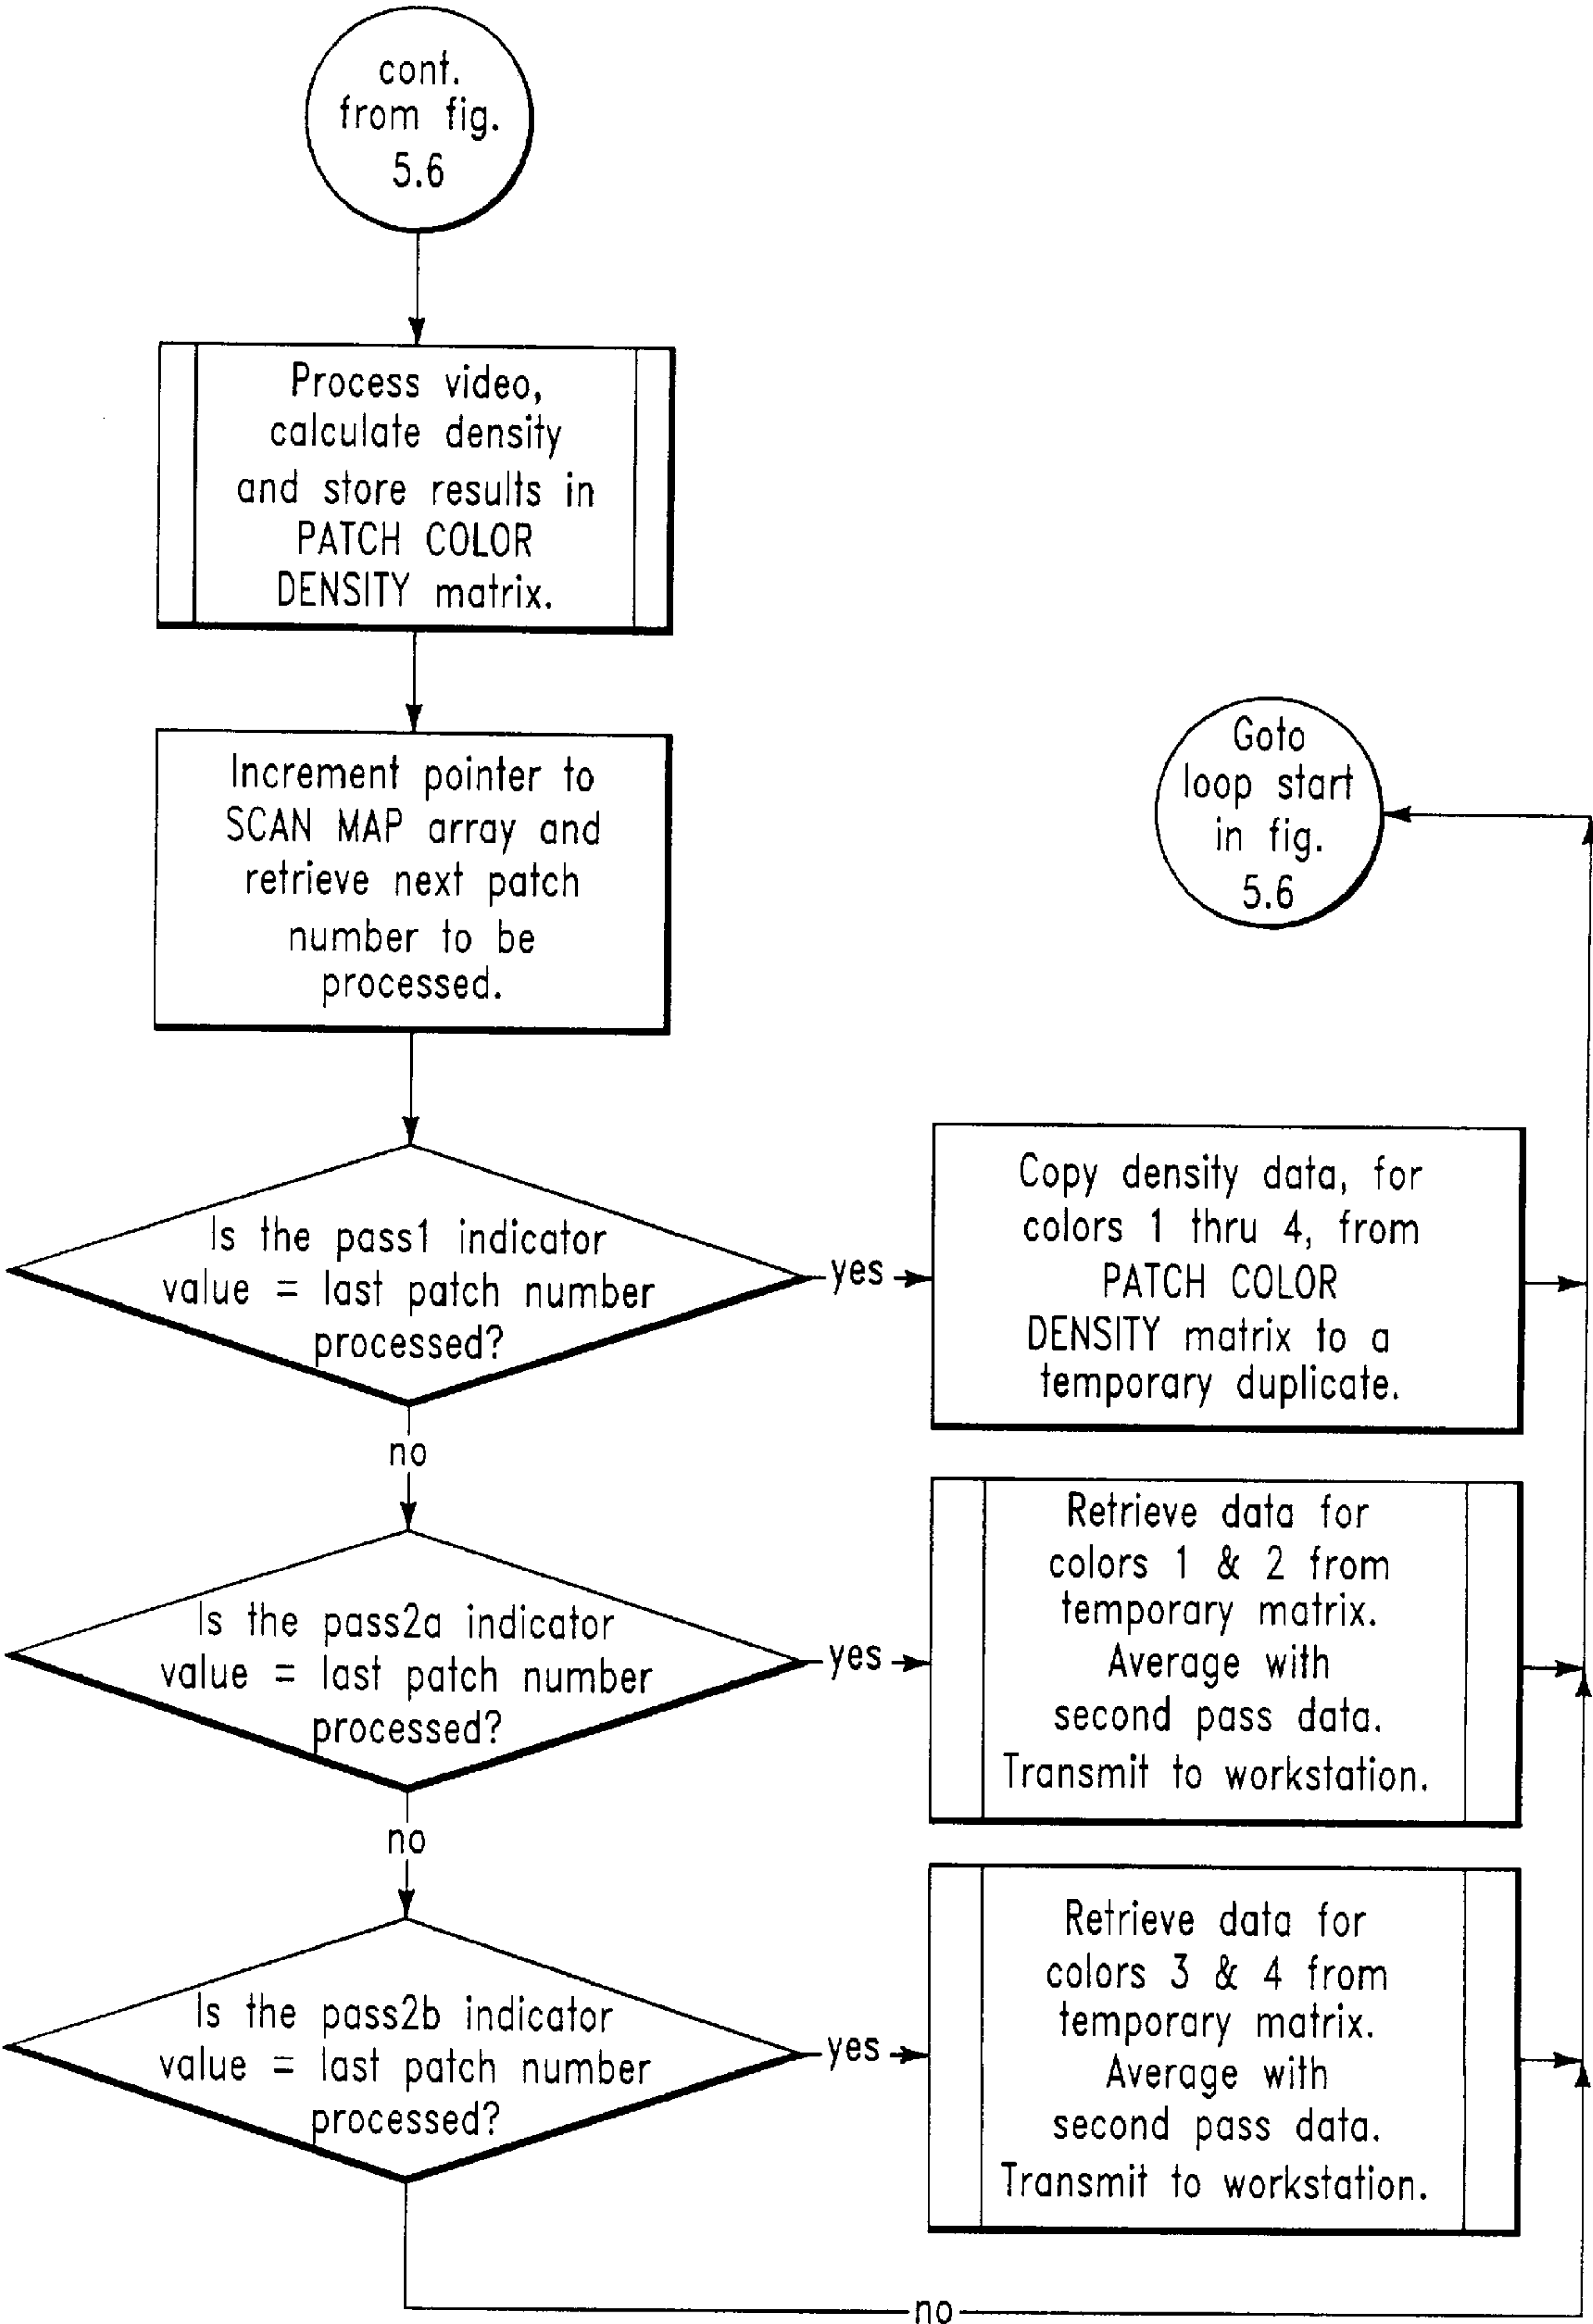 cont.
from fig.
5.6
Process video,
calculate density
and store results in
PATCH COLOR
DENSITY matrix.
Increment pointer to
SCAN MAP array and
retrieve next patch
number to be
processed.
Goto
loop start
in fig.
5.6
Is the pass1 indicator
value = last patch number
processed?
yes
Copy density data, for
colors 1 thru 4, from
PATCH COLOR
DENSITY matrix to a
temporary duplicate.
no
Is the pass2a indicator
value = last patch number
processed?
yes
Retrieve data for
colors 1 & 2 from
temporary matrix.
Average with
second pass data.
Transmit to workstation.
no
Is the pass2b indicator
value = last patch number
processed?
yes
Retrieve data for
colors 3 & 4 from
temporary matrix.
Average with
second pass data.
Transmit to workstation.
no